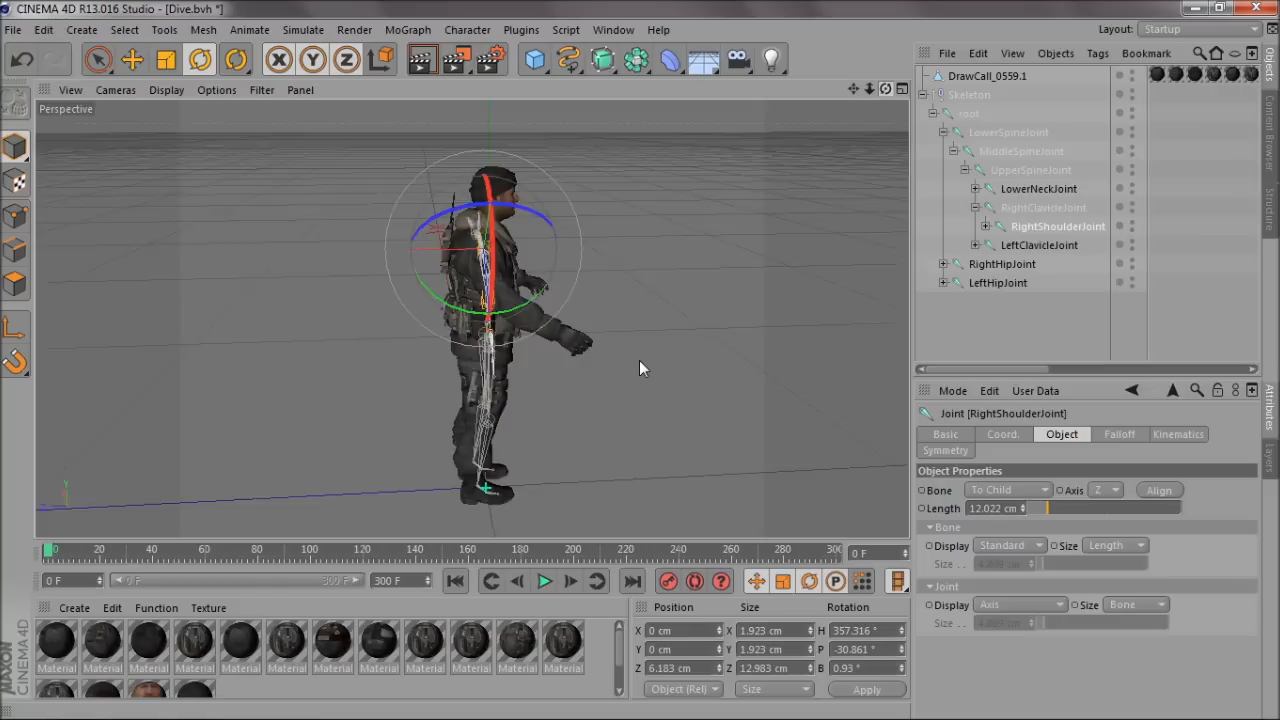 CINEMA 4D R13.016 Studio - [Dive.bvh *]
File Edit Create Select Tools Mesh Animate Simulate Render MoGraph Character Plugins Script Window Help
Layout: Startup
X Y Z
File Edit View Objects Tags Bookmark
View Cameras Display Options Filter Panel
Perspective
DrawCall_0559.1
Skeleton
root
LowerSpineJoint
MiddleSpineJoint
UpperSpineJoint
LowerNeckJoint
RightClavicleJoint
RightShoulderJoint
LeftClavicleJoint
RightHipJoint
LeftHipJoint
Objects
Content Browser
Structure
Mode Edit User Data
Joint [RightShoulderJoint]
Basic Coord. Object Falloff Kinematics
Symmetry
Object Properties
Bone To Child Axis Z Align
Length 12.022 cm
Bone
Display Standard Size Length
Size . .
Joint
Display Axis Size Bone
Size . .
Attributes
Layers
Y
0 20 40 60 80 100 120 140 160 180 200 220 240 260 280 30 0 F
0 F 0 F 300 F 300 F
P
Create Edit Function Texture
Material Material Material Material Material Material Material Material Material Material Material Material
Position Size Rotation
X 0 cm X 1.923 cm H 357.316 °
Y 0 cm Y 1.923 cm P -30.861 °
Z 6.183 cm Z 12.983 cm B 0.93 °
Object (Rel) Size Apply
MAXON
CINEMA 4D